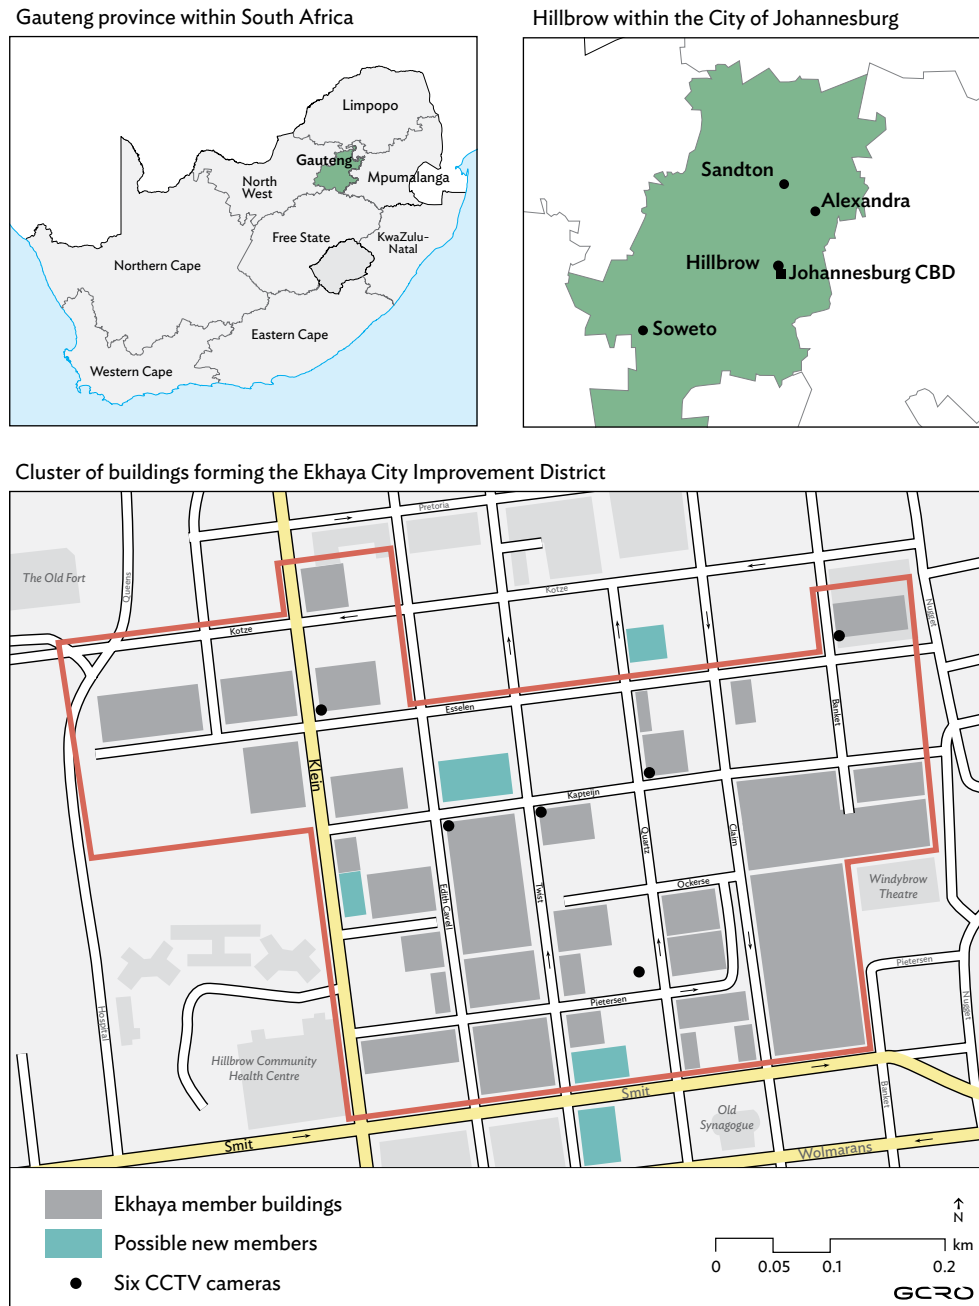 Gauteng province within South Africa
Hillbrow within the City of Johannesburg
Limpopo
Gauteng
North
West
Mpumalanga
Free State
KwaZulu-
Natal
Northern Cape
Eastern Cape
Western Cape
Sandton
Alexandra
Hillbrow
Johannesburg CBD
Soweto
Cluster of buildings forming the Ekhaya City Improvement District
Pretoria
The Old Fort
Queens
Kotze
Kotze
Nugget
Esselen
Banket
Klein
Kapteijn
Quartz
Claim
Edith Cavell
Twist
Ockerse
Windybrow
Theatre
Pietersen
Pietersen
Hospital
Nugget
Hillbrow Community
Health Centre
Smit
Smit
Old
Synagogue
Banket
Wolmarans
Ekhaya member buildings
Possible new members
Six CCTV cameras
N
km
0 0.05 0.1 0.2
GCRO